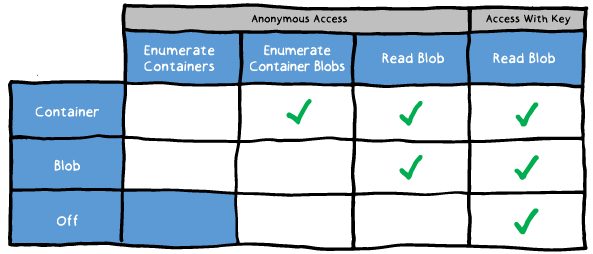 Anonymous Access
Access With Key
Enumerate
Containers
Enumerate
Container Blobs
Read Blob
Read Blob
Container
Blob
Off